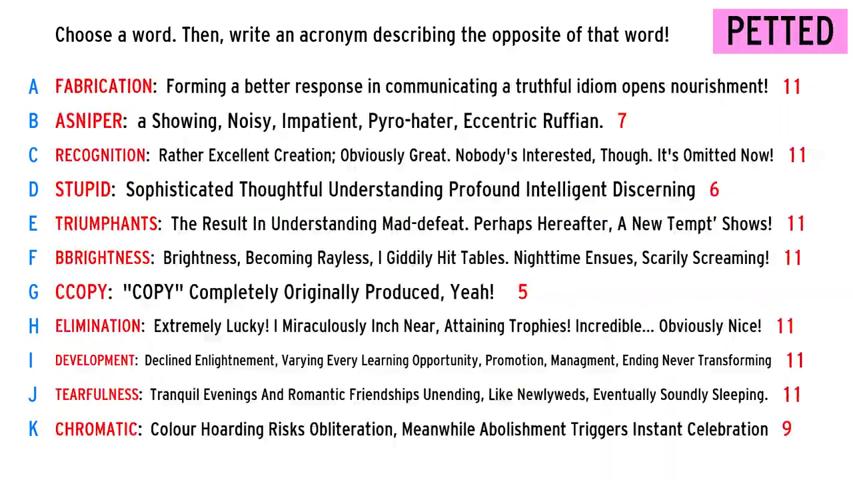 Choose a word. Then, write an acronym describing the opposite of that word! PETTED
A FABRICATION: Forming a better response in communicating a truthful idiom opens nourishment! 11
B ASNIPER: a Showing, Noisy, Impatient, Pyro-hater, Eccentric Ruffian. 7
C RECOGNITION: Rather Excellent Creation; Obviously Great. Nobody's Interested, Though. It's Omitted Now! 11
D STUPID: Sophisticated Thoughtful Understanding Profound Intelligent Discerning 6
E TRIUMPHANTS: The Result In Understanding Mad-defeat. Perhaps Hereafter, A New Tempt' Shows! 11
F BBRIGHTNESS: Brightness, Becoming Rayless, I Giddily Hit Tables. Nighttime Ensues, Scarily Screaming! 11
G CCOPY: "COPY" Completely Originally Produced, Yeah! 5
H ELIMINATION: Extremely Lucky! I Miraculously Inch Near, Attaining Trophies! Incredible... Obviously Nice! 11
I DEVELOPMENT: Declined Enlightnement, Varying Every Learning Opportunity, Promotion, Managment, Ending Never Transforming 11
J TEARFULNESS: Tranquil Evenings And Romantic Friendships Unending, Like Newlyweds, Eventually Soundly Sleeping. 11
K CHROMATIC: Colour Hoarding Risks Obliteration, Meanwhile Abolishment Triggers Instant Celebration 9